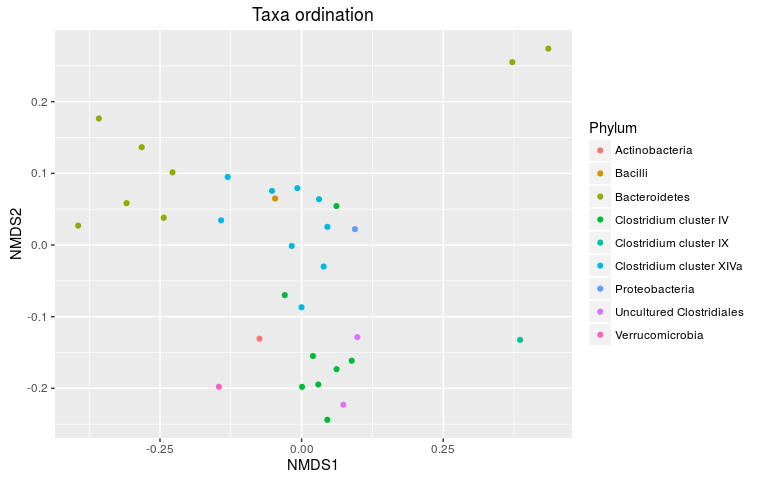 Taxa ordination
NMDS2
0.2
0.1
0.0
-0.1
-0.2
-0.25
0.00
0.25
NMDS1
Phylum
Actinobacteria
Bacilli
Bacteroidetes
Clostridium cluster IV
Clostridium cluster IX
Clostridium cluster XIVa
Proteobacteria
Uncultured Clostridiales
Verrucomicrobia